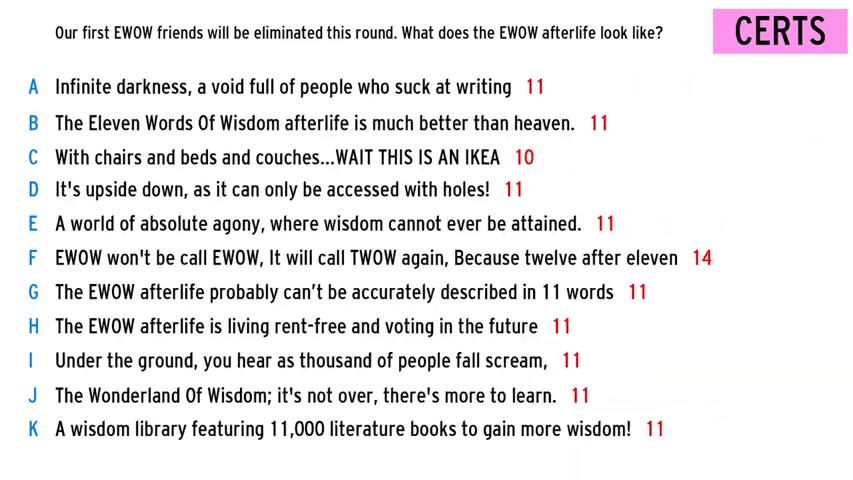 Our first EWOW friends will be eliminated this round. What does the EWOW afterlife look like?
CERTS
A Infinite darkness, a void full of people who suck at writing 11
B The Eleven Words Of Wisdom afterlife is much better than heaven. 11
C With chairs and beds and couches...WAIT THIS IS AN IKEA 10
D It's upside down, as it can only be accessed with holes! 11
E A world of absolute agony, where wisdom cannot ever be attained. 11
F EWOW won't be call EWOW, It will call TWOW again, Because twelve after eleven 14
G The EWOW afterlife probably can’t be accurately described in 11 words 11
H The EWOW afterlife is living rent-free and voting in the future 11
I Under the ground, you hear as thousand of people fall scream, 11
J The Wonderland Of Wisdom; it's not over, there's more to learn. 11
K A wisdom library featuring 11,000 literature books to gain more wisdom! 11